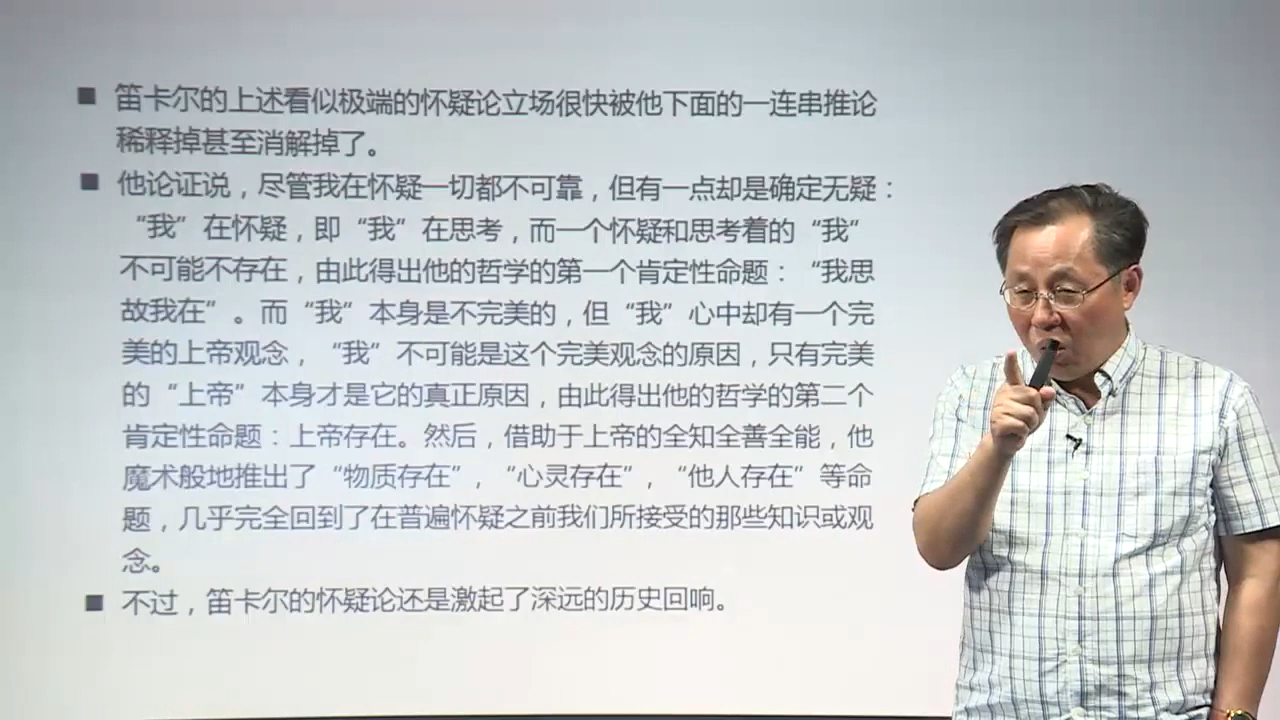 ■ 笛卡尔的上述看似极端的怀疑论立场很快被他下面的一连串推论
稀释掉甚至消解掉了。
■ 他论证说，尽管我在怀疑一切都不可靠，但有一点却是确定无疑：
“我”在怀疑，即“我”在思考，而一个怀疑和思考着的“我”
不可能不存在，由此得出他的哲学的第一个肯定性命题：“我思
故我在”。而“我”本身是不完美的，但“我”心中却有一个完
美的上帝观念，“我”不可能是这个完美观念的原因，只有完美
的“上帝”本身才是它的真正原因，由此得出他的哲学的第二个
肯定性命题：上帝存在。然后，借助于上帝的全知全善全能，他
魔术般地推出了“物质存在”，“心灵存在”，“他人存在”等命
题，几乎完全回到了在普遍怀疑之前我们所接受的那些知识或观
念。
■ 不过，笛卡尔的怀疑论还是激起了深远的历史回响。